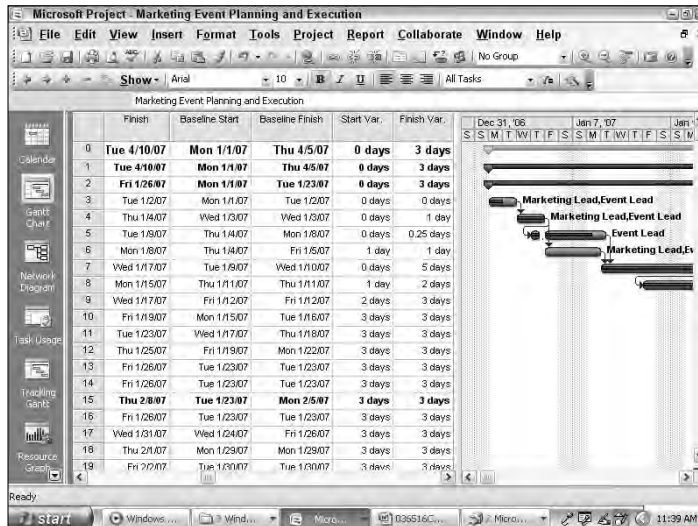 Microsoft Project - Marketing Event Planning and Execution
File Edit View Insert Format Tools Project Report Collaborate Window Help
No Group
Show Arial 10 B I U All Tasks
Marketing Event Planning and Execution
Finish Baseline Start Baseline Finish Start Var. Finish Var. Dec 31, '06 Jan 7, '07 Jan
S S M T W T F S S M T W T F S S M
0 Tue 4/10/07 Mon 1/1/07 Thu 4/5/07 0 days 3 days
1 Tue 4/10/07 Mon 1/1/07 Thu 4/5/07 0 days 3 days
2 Fri 1/26/07 Mon 1/1/07 Tue 1/23/07 0 days 3 days
3 Tue 1/2/07 Mon 1/1/07 Tue 1/2/07 0 days 0 days Marketing Lead,Event Lead
4 Thu 1/4/07 Wed 1/3/07 Wed 1/3/07 0 days 1 day Marketing Lead,Event Lead
5 Tue 1/9/07 Thu 1/4/07 Mon 1/8/07 0 days 0.25 days Event Lead
6 Mon 1/8/07 Thu 1/4/07 Fri 1/5/07 1 day 1 day Marketing Lead,Ev
7 Wed 1/17/07 Tue 1/9/07 Wed 1/10/07 0 days 5 days
8 Mon 1/15/07 Thu 1/11/07 Thu 1/11/07 1 day 2 days
9 Wed 1/17/07 Fri 1/12/07 Fri 1/12/07 2 days 3 days
10 Fri 1/19/07 Mon 1/15/07 Tue 1/16/07 3 days 3 days
11 Tue 1/23/07 Wed 1/17/07 Thu 1/18/07 3 days 3 days
12 Thu 1/25/07 Fri 1/19/07 Mon 1/22/07 3 days 3 days
13 Fri 1/26/07 Tue 1/23/07 Tue 1/23/07 3 days 3 days
14 Fri 1/26/07 Tue 1/23/07 Tue 1/23/07 3 days 3 days
15 Thu 2/8/07 Tue 1/23/07 Mon 2/5/07 3 days 3 days
16 Fri 1/26/07 Tue 1/23/07 Tue 1/23/07 3 days 3 days
17 Wed 1/31/07 Wed 1/24/07 Fri 1/26/07 3 days 3 days
18 Thu 2/1/07 Mon 1/29/07 Mon 1/29/07 3 days 3 days
19 Fri 2/2/07 Tue 1/30/07 Tue 1/30/07 3 days 3 days
Calendar
Gantt Chart
Network Diagram
Task Usage
Tracking Gantt
Resource Graph
Ready
start Windows ... 3 Wind... Micro... 036516C... 2 Micro... 11:39 AM